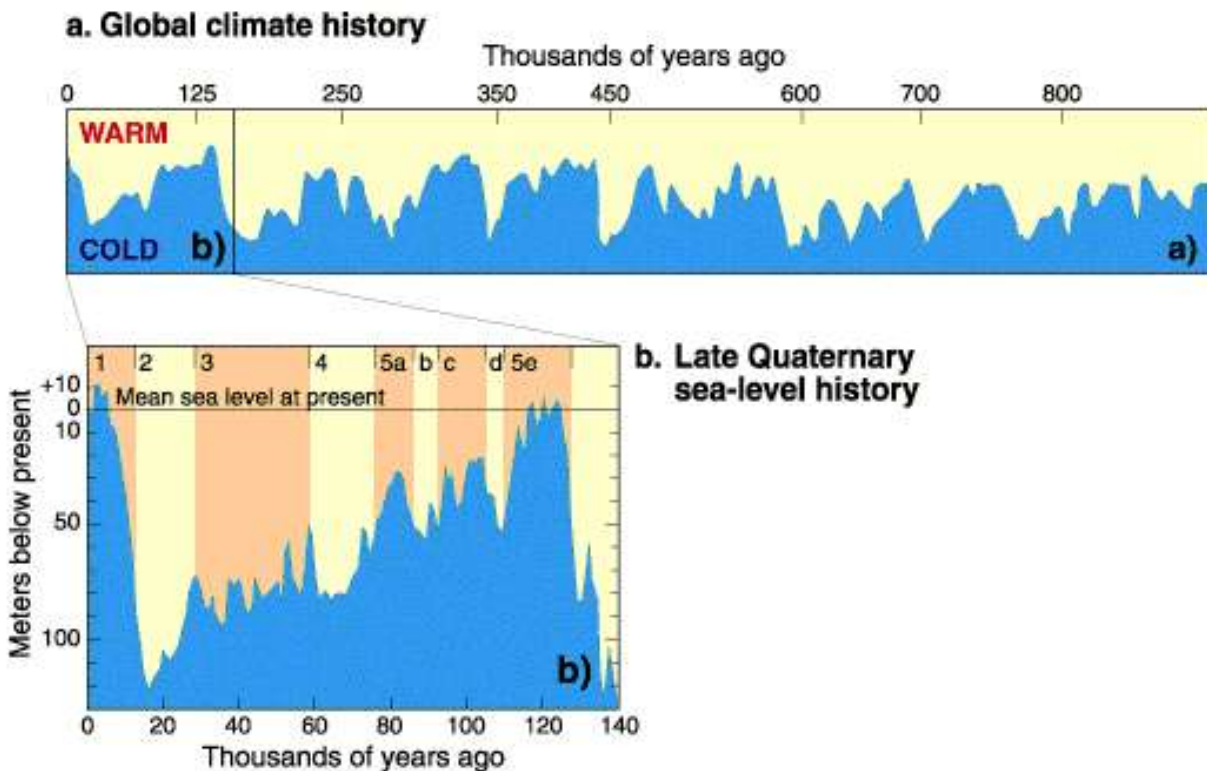 a. Global climate history
Thousands of years ago
0 125 250 350 450 600 700 800
WARM
COLD b) a)
1 2 3 4 5a b c d 5e
b. Late Quaternary
sea-level history
+10
Mean sea level at present
0
10
50
100
Meters below present
b)
0 20 40 60 80 100 120 140
Thousands of years ago